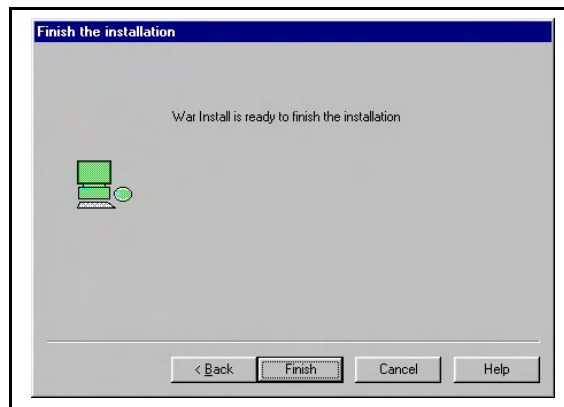 Finish the installation
War Install is ready to finish the installation
< Back Finish Cancel Help